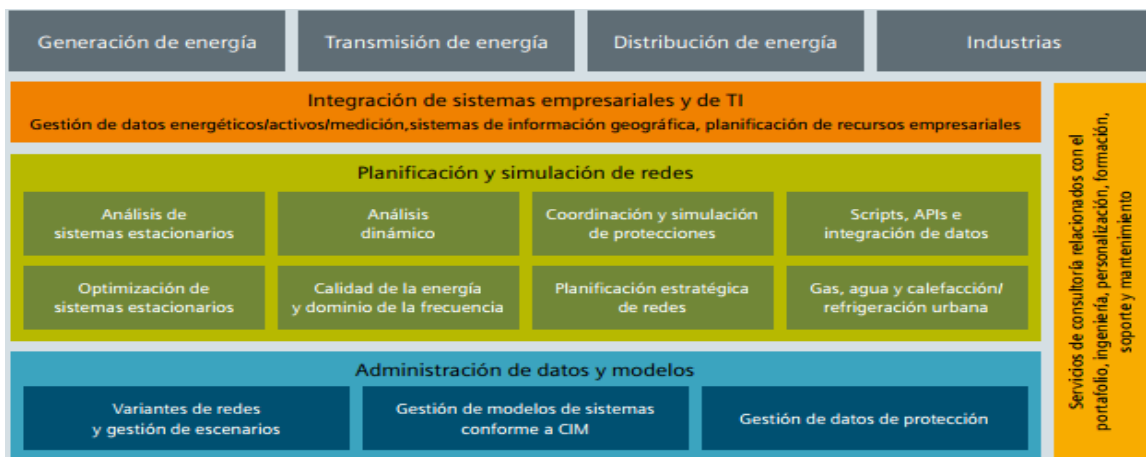 Generación de energía
Transmisión de energía
Distribución de energía
Industrias
Integración de sistemas empresariales y de TI
Gestión de datos energéticos/activos/medición,sistemas de información geográfica, planificación de recursos empresariales
Planificación y simulación de redes
Análisis de
sistemas estacionarios
Análisis
dinámico
Coordinación y simulación
de protecciones
Scripts, APIs e
integración de datos
Optimización de
sistemas estacionarios
Calidad de la energía
y dominio de la frecuencia
Planificación estratégica
de redes
Gas, agua y calefacción/
refrigeración urbana
Administración de datos y modelos
Variantes de redes
y gestión de escenarios
Gestión de modelos de sistemas
conforme a CIM
Gestión de datos de protección
Servicios de consultoría relacionados con el
portafolio, ingeniería, personalización, formación,
soporte y mantenimiento